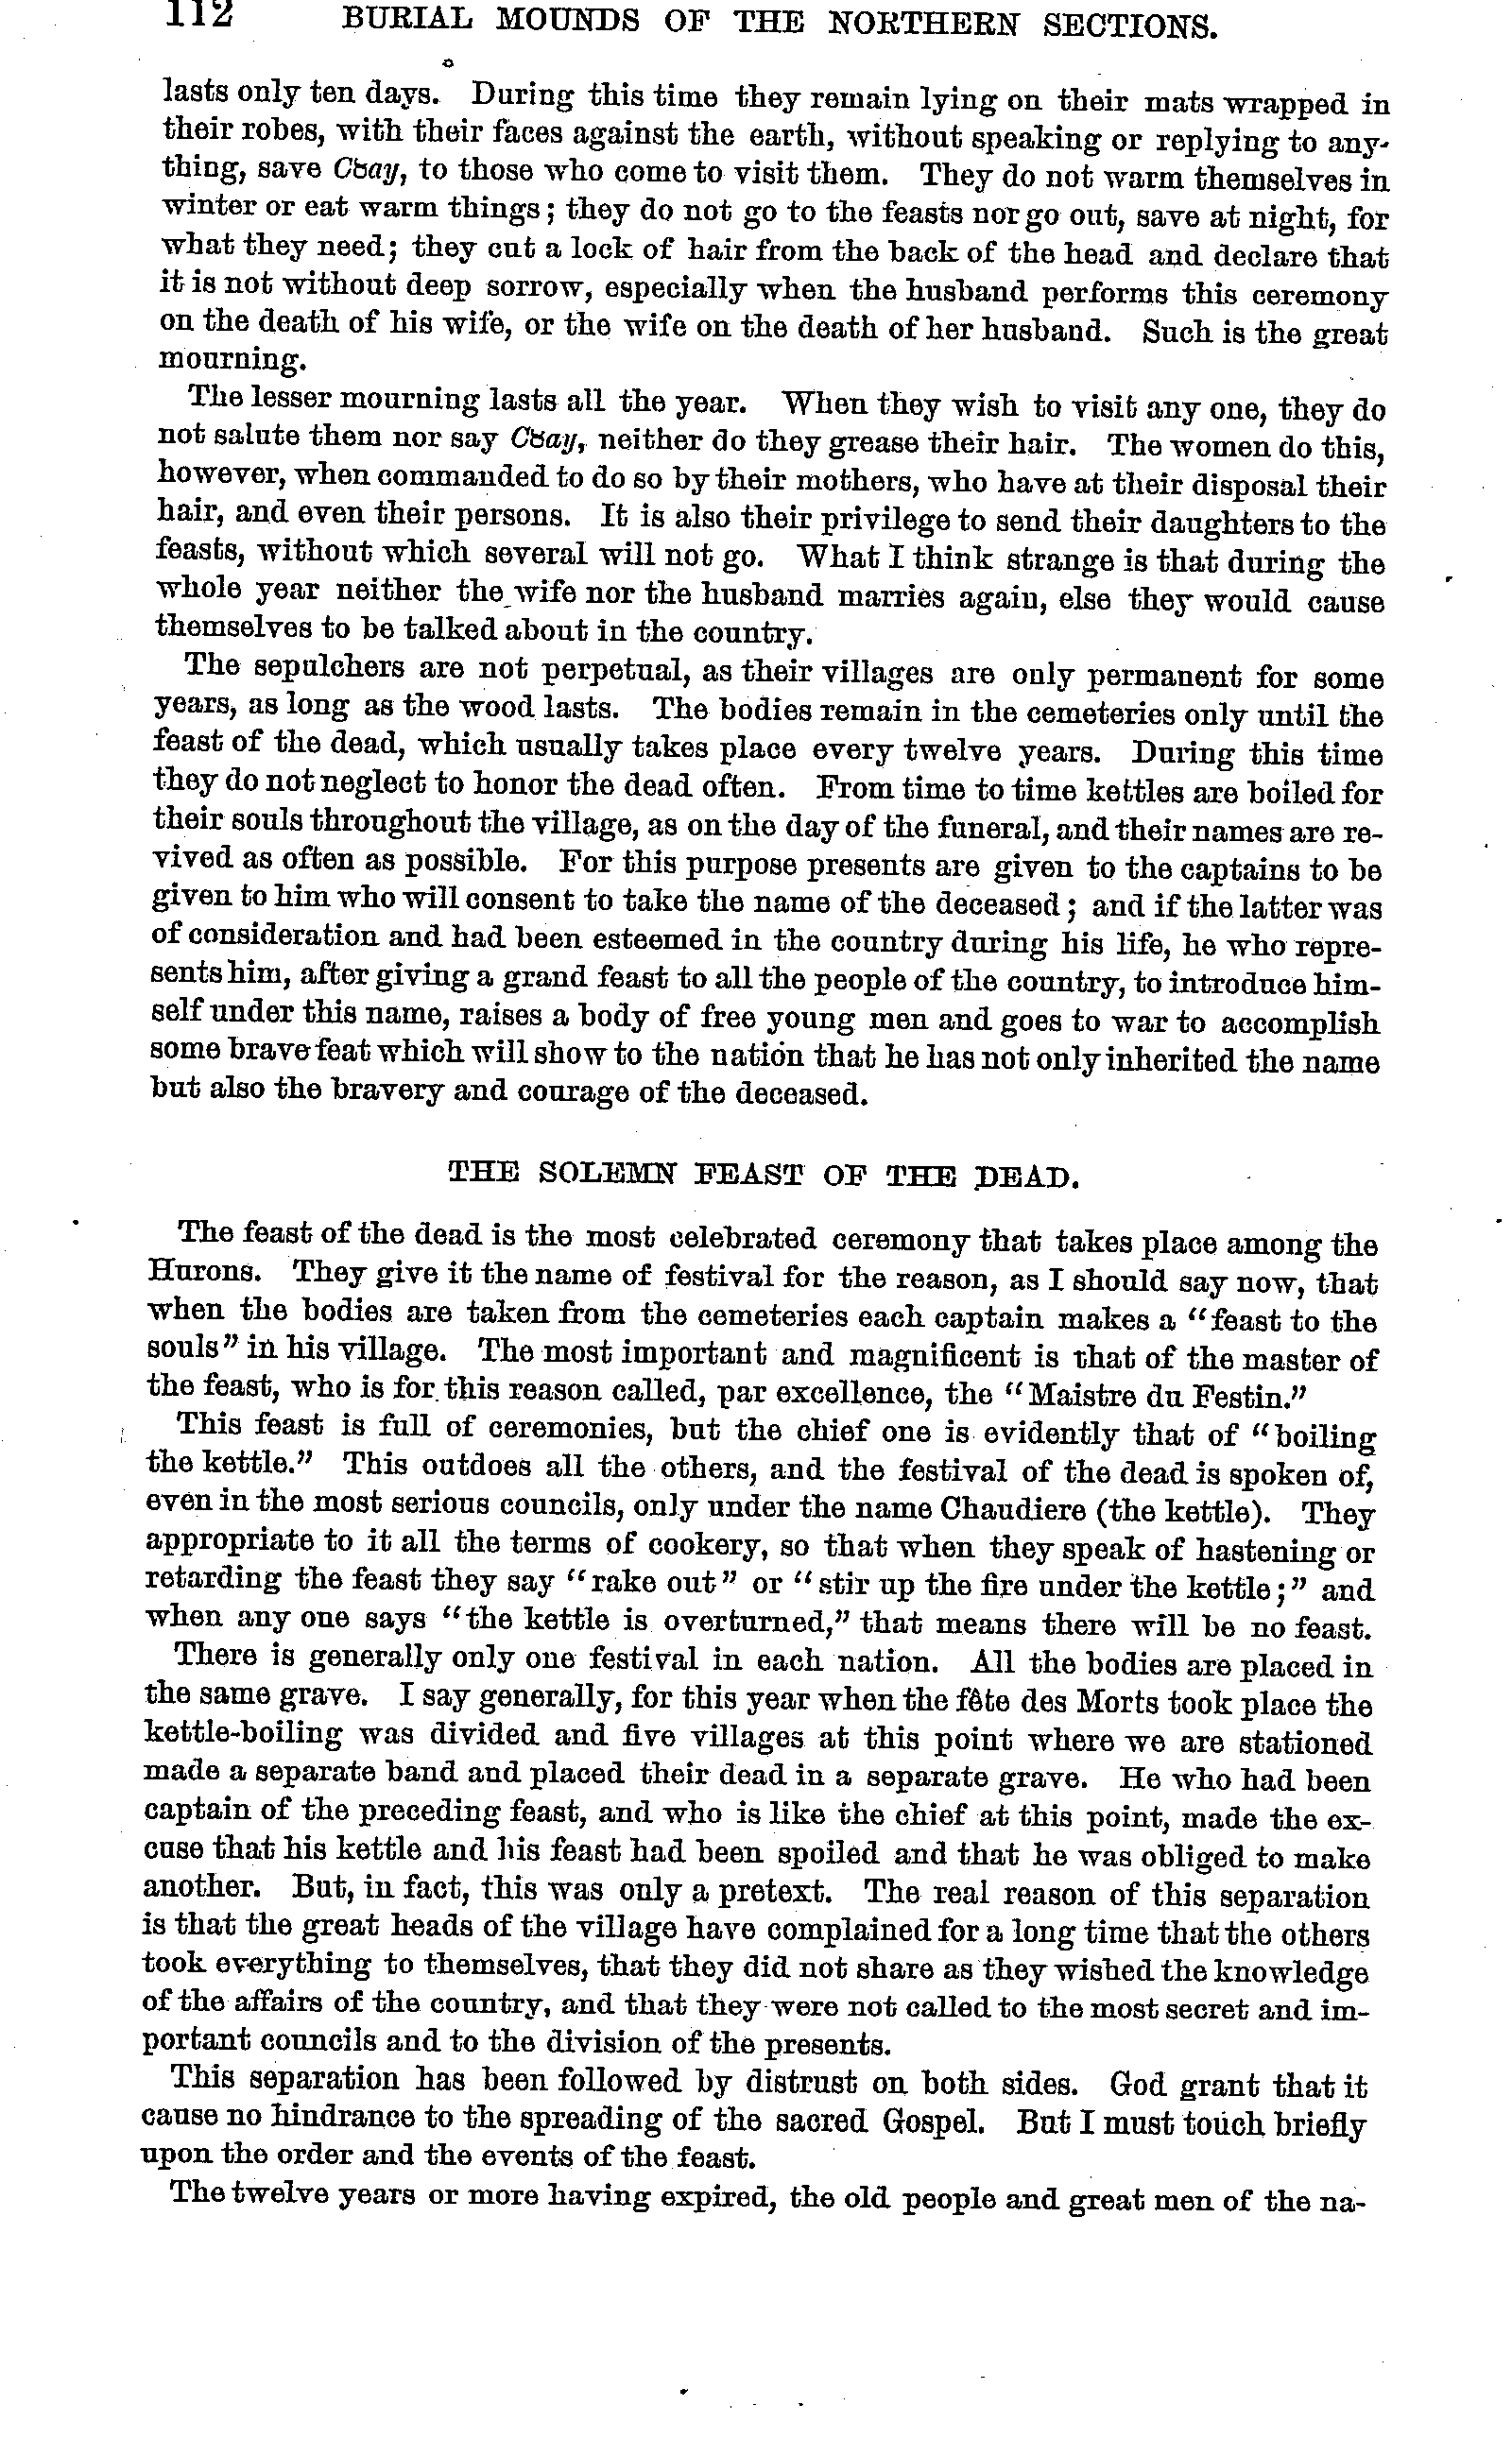 112 BURIAL MOUNDS OF THE NORTHERN SECTIONS.
lasts only ten days. During this time they remain lying on their mats wrapped in
their robes, with their faces against the earth, without speaking or replying to any-
thing, save C8ay, to those who come to visit them. They do not warm themselves in
winter or eat warm things; they do not go to the feasts nor go out, save at night, for
what they need; they cut a lock of hair from the back of the head and declare that
it is not without deep sorrow, especially when the husband performs this ceremony
on the death of his wife, or the wife on the death of her husband. Such is the great
mourning.
The lesser mourning lasts all the year. When they wish to visit any one, they do
not salute them nor say C8ay, neither do they grease their hair. The women do this,
however, when commanded to do so by their mothers, who have at their disposal their
hair, and even their persons. It is also their privilege to send their daughters to the
feasts, without which several will not go. What I think strange is that during the
whole year neither the wife nor the husband marries again, else they would cause
themselves to be talked about in the country.
The sepulchers are not perpetual, as their villages are only permanent for some
years, as long as the wood lasts. The bodies remain in the cemeteries only until the
feast of the dead, which usually takes place every twelve years. During this time
they do not neglect to honor the dead often. From time to time kettles are boiled for
their souls throughout the village, as on the day of the funeral, and their names are re-
vived as often as possible. For this purpose presents are given to the captains to be
given to him who will consent to take the name of the deceased; and if the latter was
of consideration and had been esteemed in the country during his life, he who repre-
sents him, after giving a grand feast to all the people of the country, to introduce him-
self under this name, raises a body of free young men and goes to war to accomplish
some brave feat which will show to the nation that he has not only inherited the name
but also the bravery and courage of the deceased.
THE SOLEMN FEAST OF THE DEAD.
The feast of the dead is the most celebrated ceremony that takes place among the
Hurons. They give it the name of festival for the reason, as I should say now, that
when the bodies are taken from the cemeteries each captain makes a "feast to the
souls" in his village. The most important and magnificent is that of the master of
the feast, who is for this reason called, par excellence, the "Maistre du Festin."
This feast is full of ceremonies, but the chief one is evidently that of "boiling
the kettle." This outdoes all the others, and the festival of the dead is spoken of,
even in the most serious councils, only under the name Chaudiere (the kettle). They
appropriate to it all the terms of cookery, so that when they speak of hastening or
retarding the feast they say "rake out" or "stir up the fire under the kettle;" and
when any one says "the kettle is overturned," that means there will be no feast.
There is generally only one festival in each nation. All the bodies are placed in
the same grave. I say generally, for this year when the fête des Morts took place the
kettle-boiling was divided and five villages at this point where we are stationed
made a separate band and placed their dead in a separate grave. He who had been
captain of the preceding feast, and who is like the chief at this point, made the ex-
cuse that his kettle and his feast had been spoiled and that he was obliged to make
another. But, in fact, this was only a pretext. The real reason of this separation
is that the great heads of the village have complained for a long time that the others
took everything to themselves, that they did not share as they wished the knowledge
of the affairs of the country, and that they were not called to the most secret and im-
portant councils and to the division of the presents.
This separation has been followed by distrust on both sides. God grant that it
cause no hindrance to the spreading of the sacred Gospel. But I must touch briefly
upon the order and the events of the feast.
The twelve years or more having expired, the old people and great men of the na-